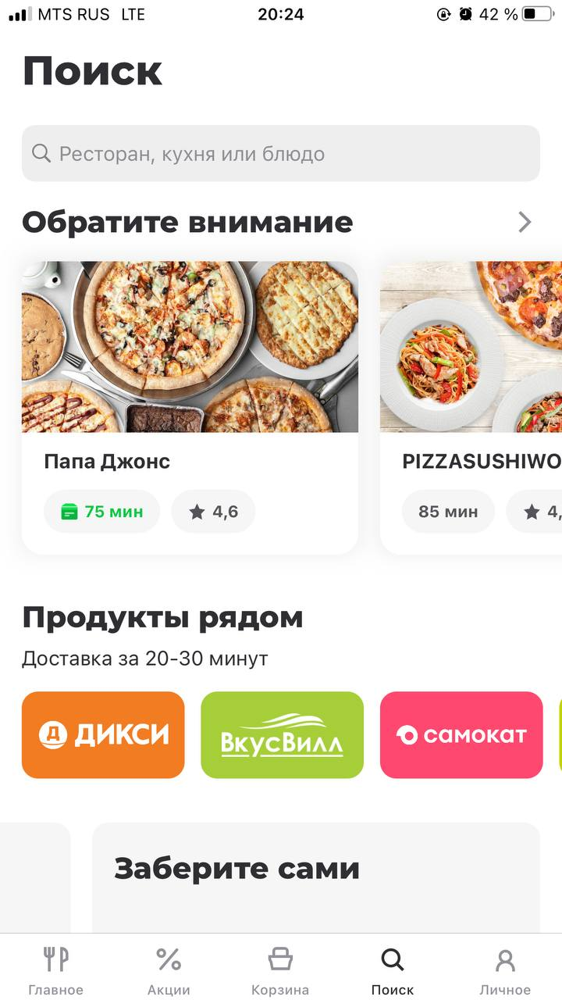 MTS RUS LTE 20:24 42 %
Поиск
Ресторан, кухня или блюдо
Обратите внимание
Папа Джонс
75 мин 4,6
PIZZASUSHIWO
85 мин 4,
Продукты рядом
Доставка за 20-30 минут
Д ДИКСИ
ВкусВилл
самокат
Заберите сами
Главное Акции Корзина Поиск Личное